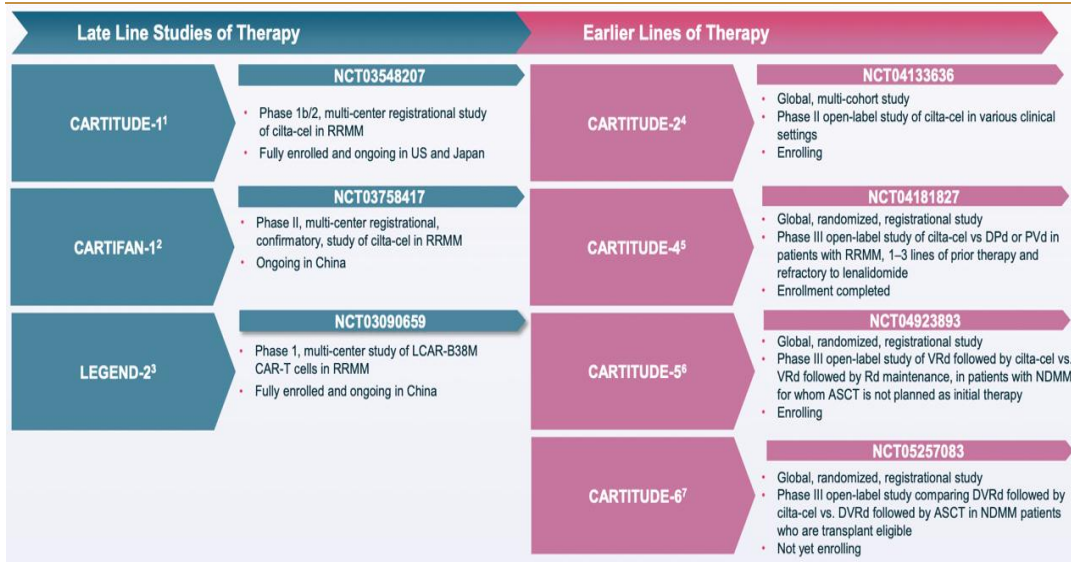 Late Line Studies of Therapy
Earlier Lines of Therapy
CARTITUDE-1¹
NCT03548207
• Phase 1b/2, multi-center registrational study
of cilta-cel in RRMM
• Fully enrolled and ongoing in US and Japan
CARTIFAN-1²
NCT03758417
• Phase II, multi-center registrational,
confirmatory, study of cilta-cel in RRMM
• Ongoing in China
LEGEND-2³
NCT03090659
• Phase 1, multi-center study of LCAR-B38M
CAR-T cells in RRMM
• Fully enrolled and ongoing in China
CARTITUDE-2⁴
NCT04133636
• Global, multi-cohort study
• Phase II open-label study of cilta-cel in various clinical
settings
• Enrolling
CARTITUDE-4⁵
NCT04181827
• Global, randomized, registrational study
• Phase III open-label study of cilta-cel vs DPd or PVd in
patients with RRMM, 1–3 lines of prior therapy and
refractory to lenalidomide
• Enrollment completed
CARTITUDE-5⁶
NCT04923893
• Global, randomized, registrational study
• Phase III open-label study of VRd followed by cilta-cel vs.
VRd followed by Rd maintenance, in patients with NDMM
for whom ASCT is not planned as initial therapy
• Enrolling
CARTITUDE-6⁷
NCT05257083
• Global, randomized, registrational study
• Phase III open-label study comparing DVRd followed by
cilta-cel vs. DVRd followed by ASCT in NDMM patients
who are transplant eligible
• Not yet enrolling